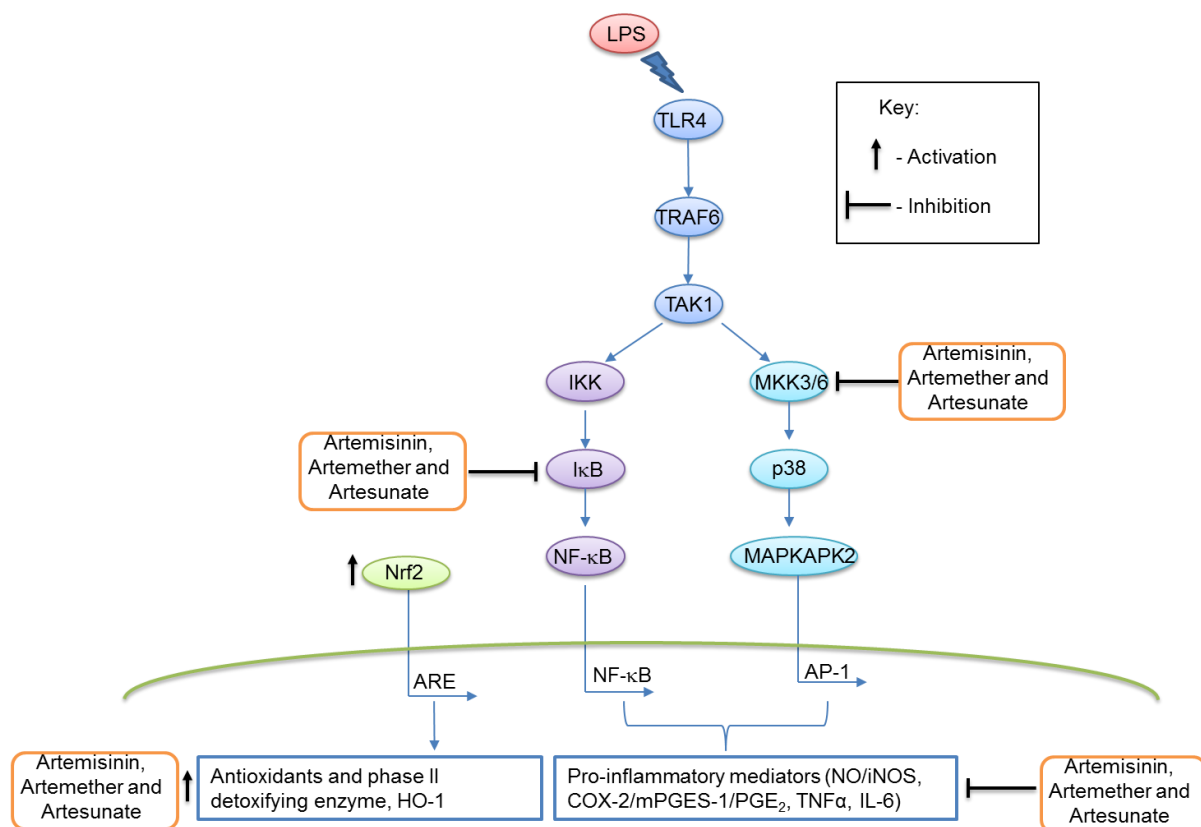 LPS
TLR4
Key:
- Activation
- Inhibition
TRAF6
TAK1
IKK
MKK3/6
Artemisinin,
Artemether and
Artesunate
Artemisinin,
Artemether and
Artesunate
IκB
p38
NF-κB
MAPKAPK2
Nrf2
ARE
NF-κB
AP-1
Artemisinin,
Artemether and
Artesunate
Antioxidants and phase II
detoxifying enzyme, HO-1
Pro-inflammatory mediators (NO/iNOS,
COX-2/mPGES-1/PGE₂, TNFα, IL-6)
Artemisinin,
Artemether and
Artesunate